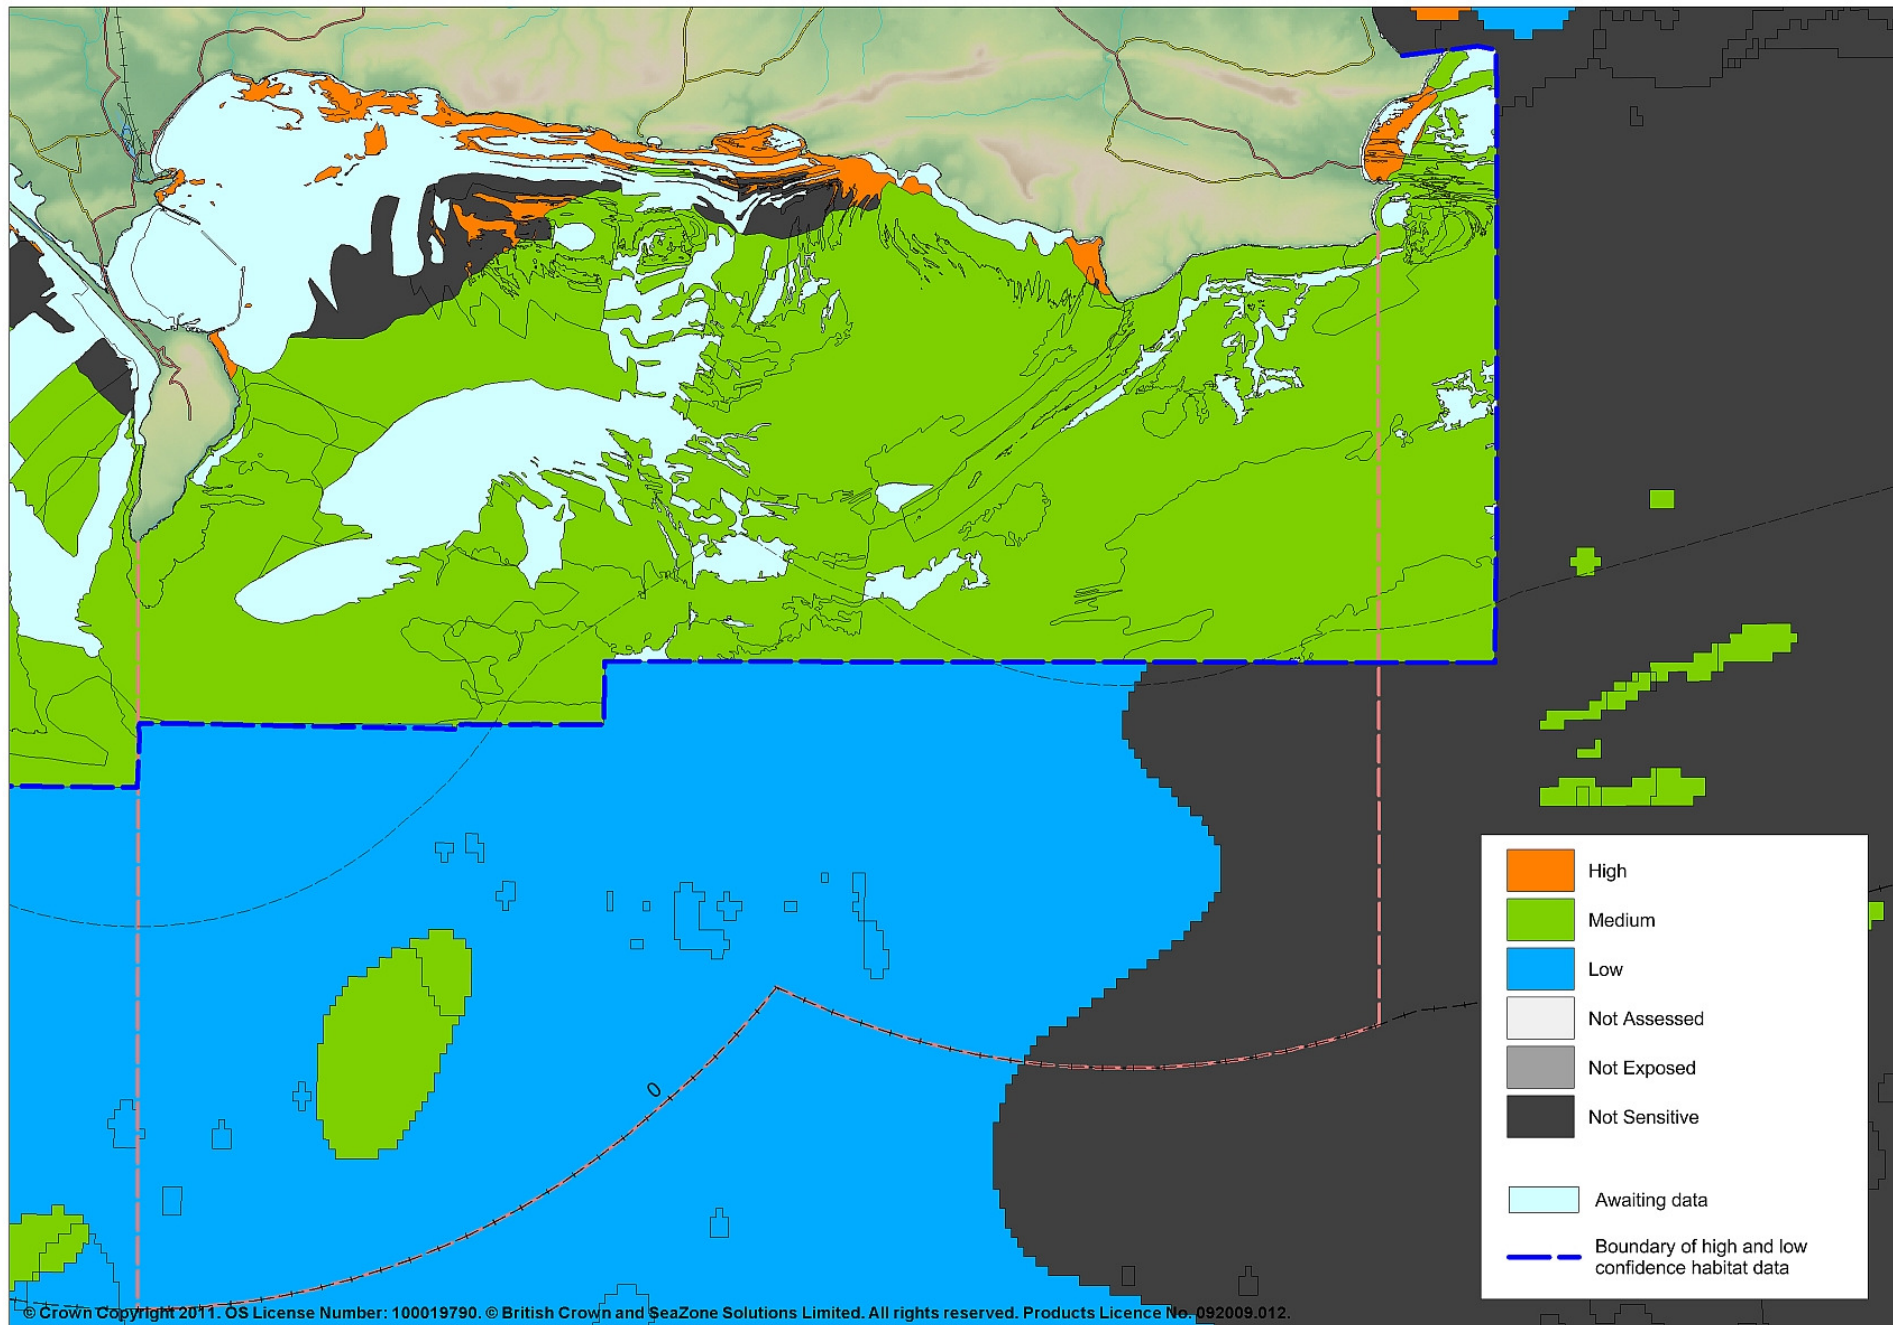 High
Medium
Low
Not Assessed
Not Exposed
Not Sensitive
Awaiting data
Boundary of high and low
confidence habitat data
0
© Crown Copyright 2011. OS License Number: 100019790. © British Crown and SeaZone Solutions Limited. All rights reserved. Products Licence No. 092009.012.